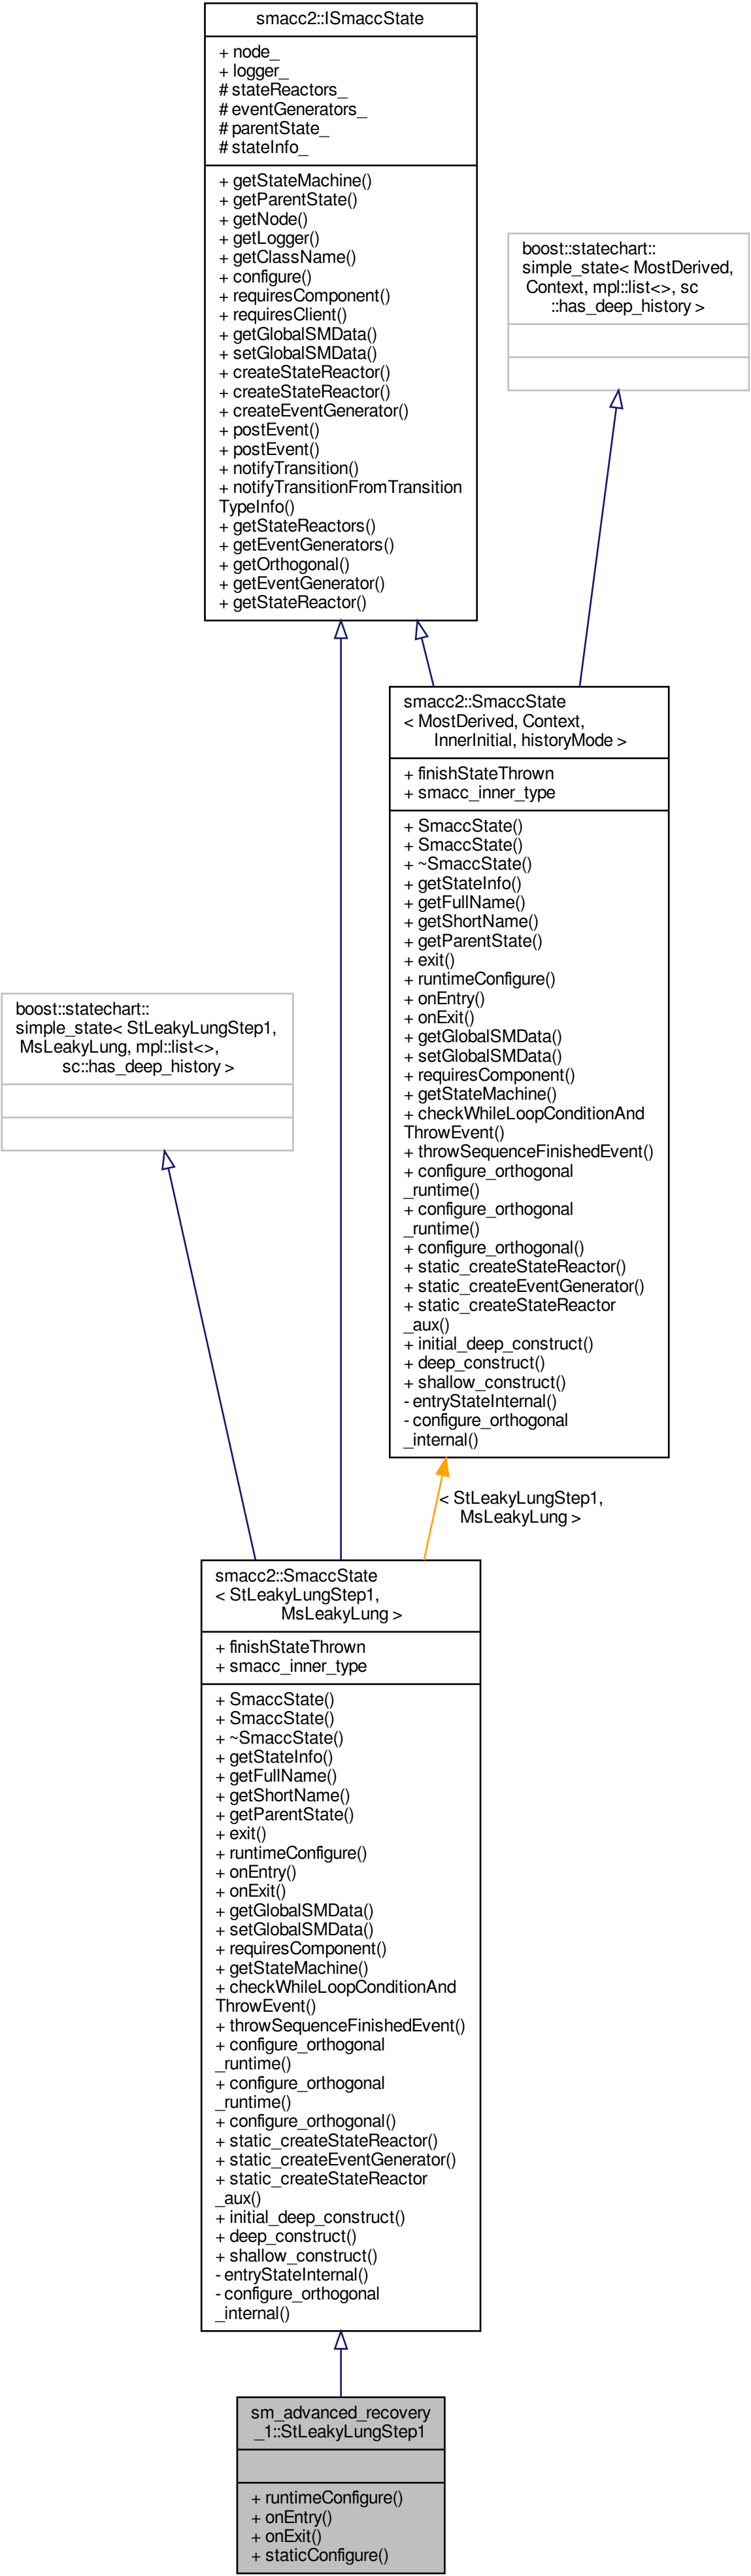 smacc2::ISmaccState
+ node_
+ logger_
# stateReactors_
# eventGenerators_
# parentState_
# stateInfo_
+ getStateMachine()
+ getParentState()
+ getNode()
+ getLogger()
+ getClassName()
+ configure()
+ requiresComponent()
+ requiresClient()
+ getGlobalSMData()
+ setGlobalSMData()
+ createStateReactor()
+ createStateReactor()
+ createEventGenerator()
+ postEvent()
+ postEvent()
+ notifyTransition()
+ notifyTransitionFromTransition
TypeInfo()
+ getStateReactors()
+ getEventGenerators()
+ getOrthogonal()
+ getEventGenerator()
+ getStateReactor()
boost::statechart::
simple_state< MostDerived,
Context, mpl::list<>, sc
::has_deep_history >
smacc2::SmaccState
< MostDerived, Context,
InnerInitial, historyMode >
+ finishStateThrown
+ smacc_inner_type
+ SmaccState()
+ SmaccState()
+ ~SmaccState()
+ getStateInfo()
+ getFullName()
+ getShortName()
+ getParentState()
+ exit()
+ runtimeConfigure()
+ onEntry()
+ onExit()
+ getGlobalSMData()
+ setGlobalSMData()
+ requiresComponent()
+ getStateMachine()
+ checkWhileLoopConditionAnd
ThrowEvent()
+ throwSequenceFinishedEvent()
+ configure_orthogonal
_runtime()
+ configure_orthogonal
_runtime()
+ configure_orthogonal()
+ static_createStateReactor()
+ static_createEventGenerator()
+ static_createStateReactor
_aux()
+ initial_deep_construct()
+ deep_construct()
+ shallow_construct()
- entryStateInternal()
- configure_orthogonal
_internal()
boost::statechart::
simple_state< StLeakyLungStep1,
MsLeakyLung, mpl::list<>,
sc::has_deep_history >
< StLeakyLungStep1,
MsLeakyLung >
smacc2::SmaccState
< StLeakyLungStep1,
MsLeakyLung >
+ finishStateThrown
+ smacc_inner_type
+ SmaccState()
+ SmaccState()
+ ~SmaccState()
+ getStateInfo()
+ getFullName()
+ getShortName()
+ getParentState()
+ exit()
+ runtimeConfigure()
+ onEntry()
+ onExit()
+ getGlobalSMData()
+ setGlobalSMData()
+ requiresComponent()
+ getStateMachine()
+ checkWhileLoopConditionAnd
ThrowEvent()
+ throwSequenceFinishedEvent()
+ configure_orthogonal
_runtime()
+ configure_orthogonal
_runtime()
+ configure_orthogonal()
+ static_createStateReactor()
+ static_createEventGenerator()
+ static_createStateReactor
_aux()
+ initial_deep_construct()
+ deep_construct()
+ shallow_construct()
- entryStateInternal()
- configure_orthogonal
_internal()
sm_advanced_recovery
_1::StLeakyLungStep1
+ runtimeConfigure()
+ onEntry()
+ onExit()
+ staticConfigure()